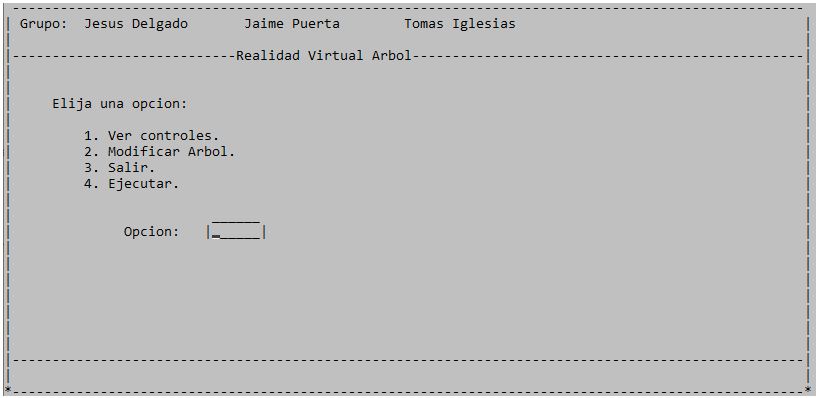 Grupo: Jesus Delgado Jaime Puerta Tomas Iglesias
Realidad Virtual Arbol
Elija una opcion:
1. Ver controles.
2. Modificar Arbol.
3. Salir.
4. Ejecutar.
Opcion: